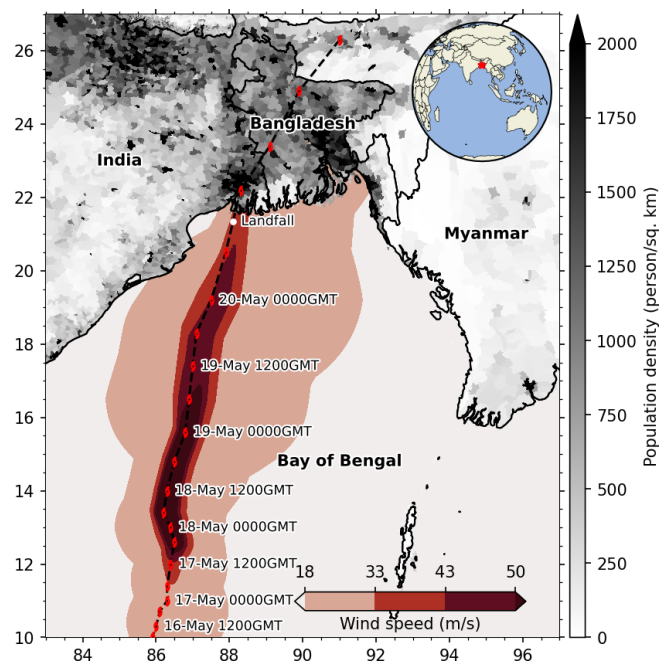 26
24
22
20
18
16
14
12
10
84
86
88
90
92
94
96
India
Bangladesh
Myanmar
Landfall
20-May 0000GMT
19-May 1200GMT
19-May 0000GMT
Bay of Bengal
18-May 1200GMT
18-May 0000GMT
17-May 1200GMT
17-May 0000GMT
16-May 1200GMT
18
33
43
50
Wind speed (m/s)
2000
1750
1500
1250
1000
750
500
250
0
Population density (person/sq. km)